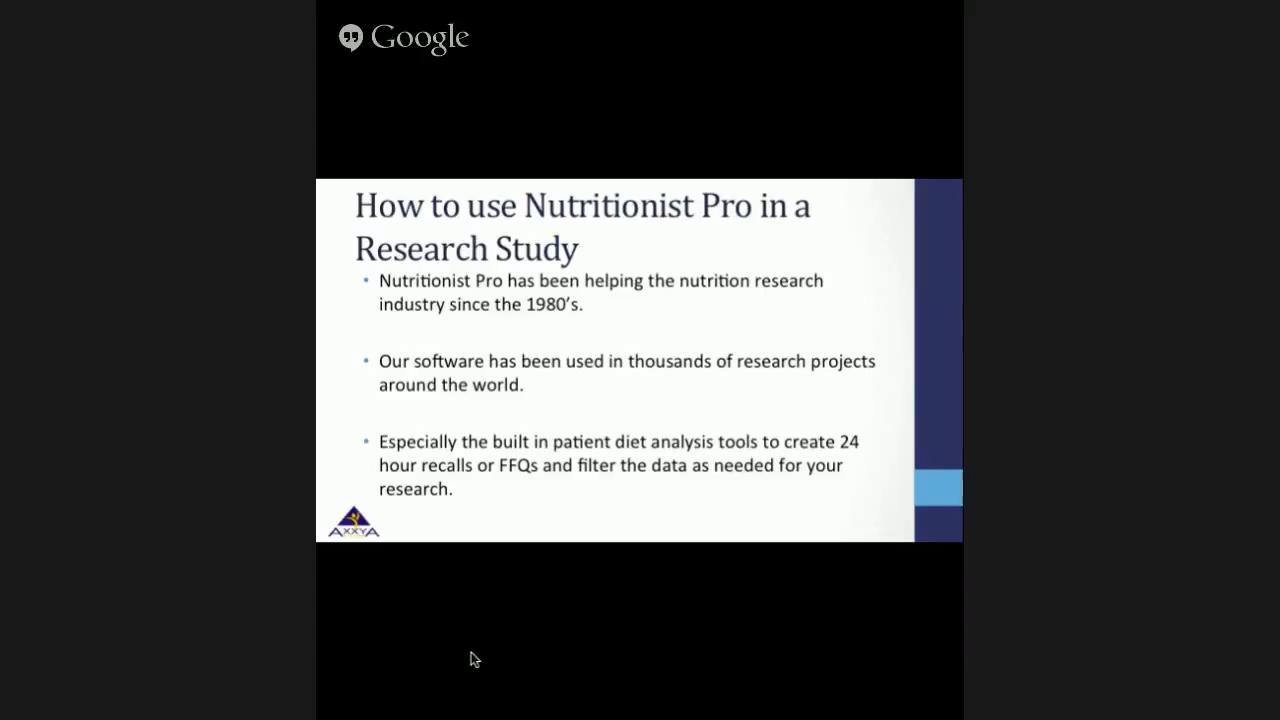 Google
How to use Nutritionist Pro in a
Research Study
• Nutritionist Pro has been helping the nutrition research
industry since the 1980's.
• Our software has been used in thousands of research projects
around the world.
• Especially the built in patient diet analysis tools to create 24
hour recalls or FFQs and filter the data as needed for your
research.
AXXYA